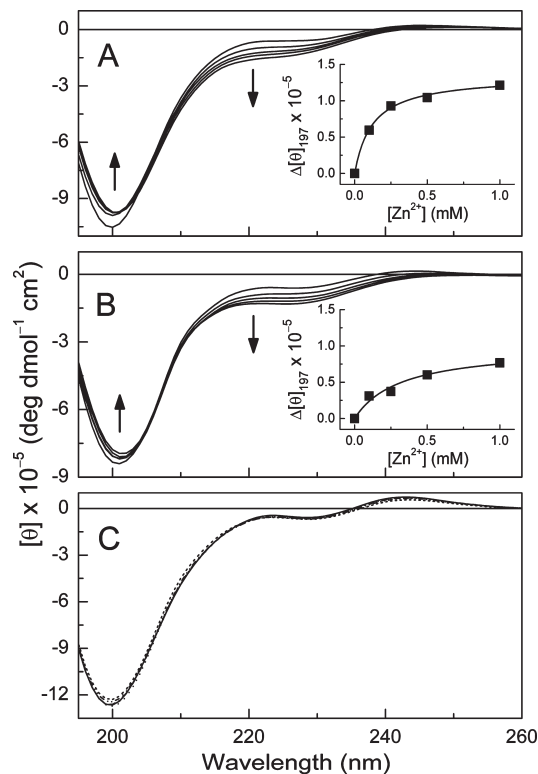 0
-3
-6
-9
A
1.5
1.0
0.5
0.0
Δ[θ]197 x 10⁻⁵
0.0 0.5 1.0
[Zn²⁺] (mM)
0
-3
-6
-9
B
1.5
1.0
0.5
0.0
Δ[θ]197 x 10⁻⁵
0.0 0.5 1.0
[Zn²⁺] (mM)
[θ] x 10⁻⁵ (deg dmol⁻¹ cm²)
0
-3
-6
-9
-12
C
200 220 240 260
Wavelength (nm)